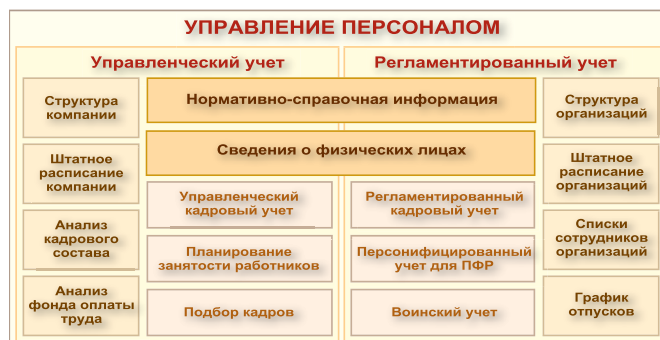 УПРАВЛЕНИЕ ПЕРСОНАЛОМ
Управленческий учет
Регламентированный учет
Структура
компании
Нормативно-справочная информация
Структура
организаций
Сведения о физических лицах
Штатное
расписание
компании
Управленческий
кадровый учет
Регламентированный
кадровый учет
Штатное
расписание
организаций
Анализ
кадрового
состава
Планирование
занятости работников
Персонифицированный
учет для ПФР
Списки
сотрудников
организаций
Анализ
фонда оплаты
труда
Подбор кадров
Воинский учет
График
отпусков